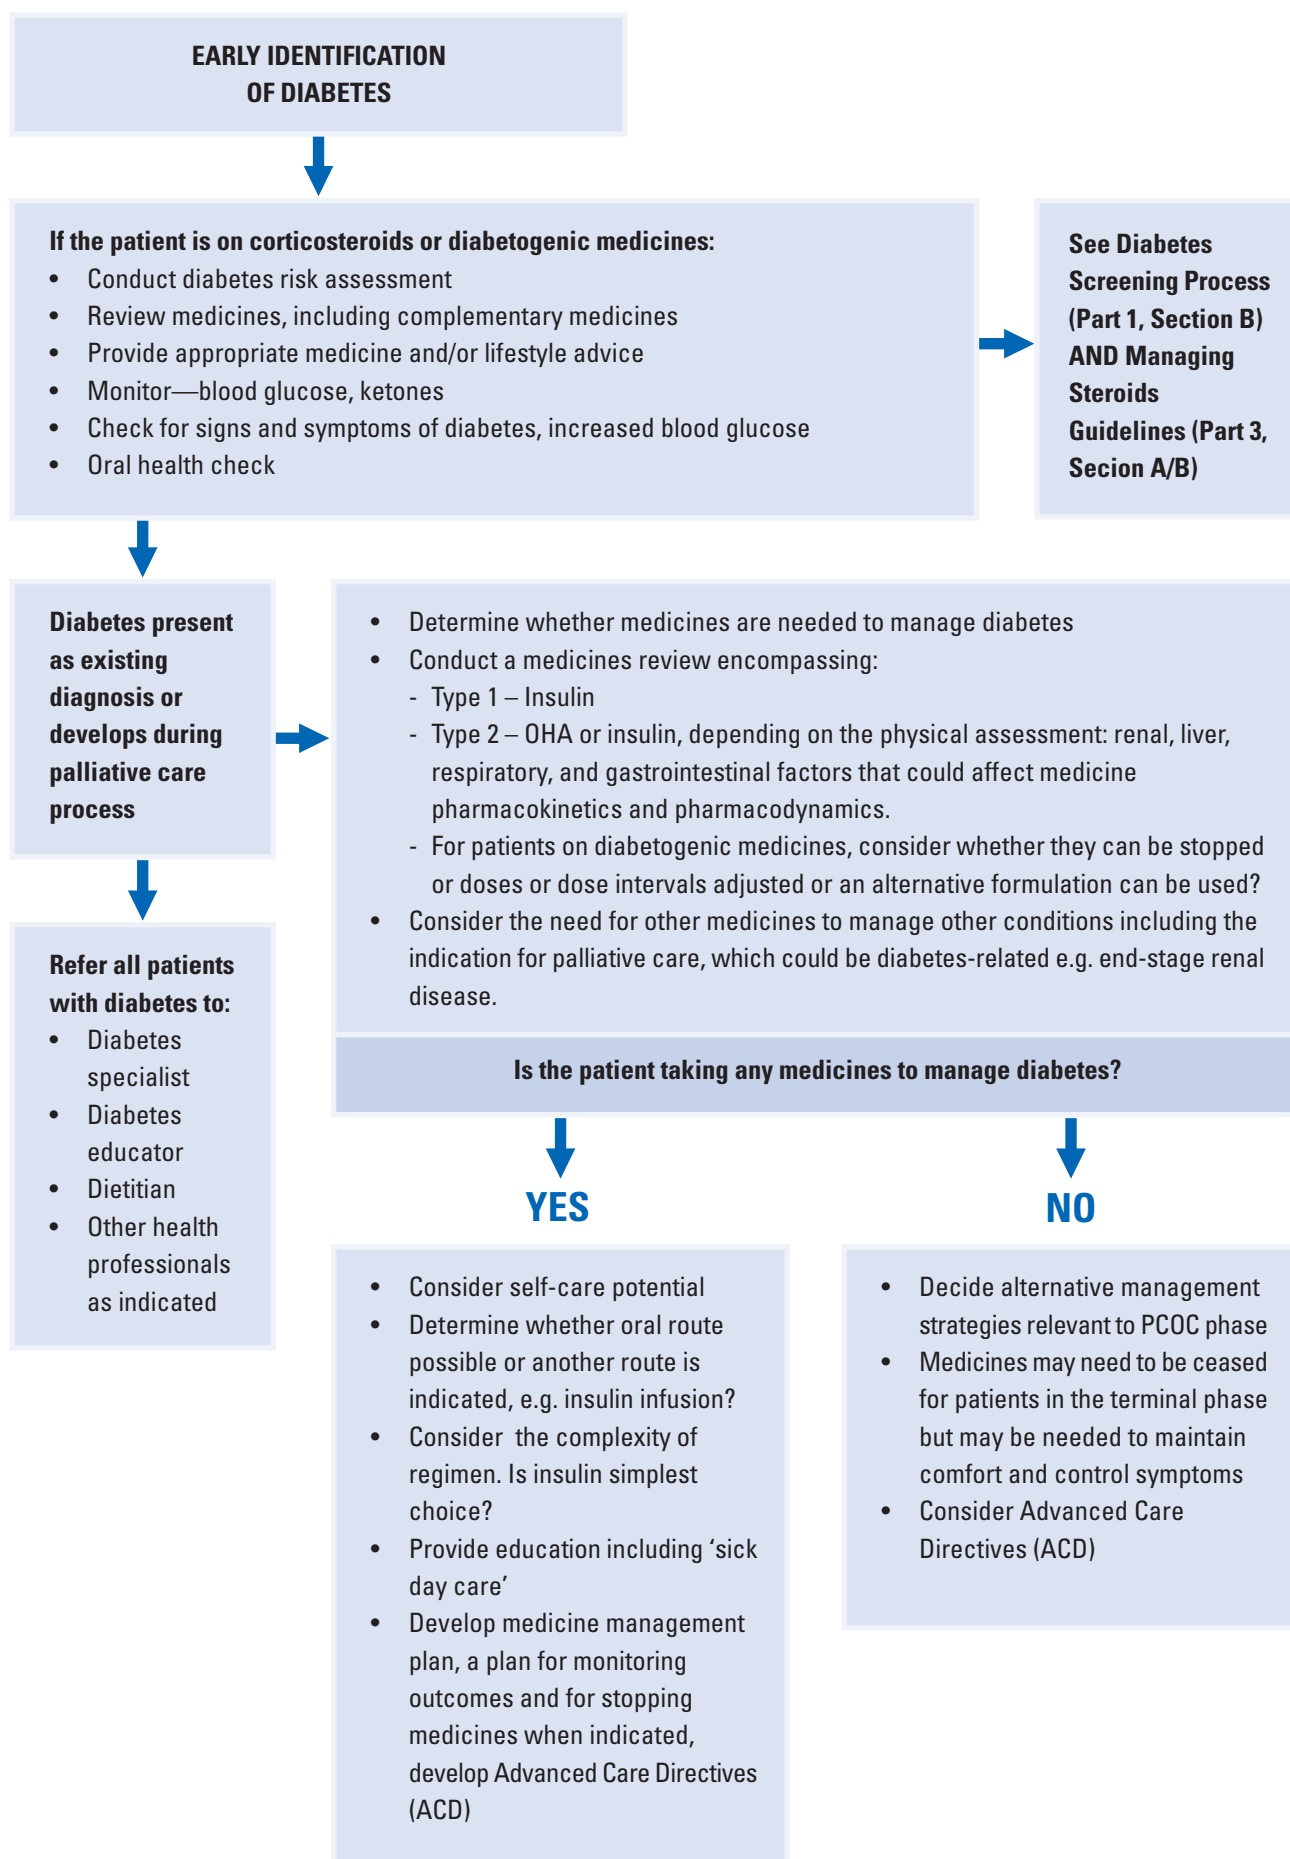 EARLY IDENTIFICATION
OF DIABETES
If the patient is on corticosteroids or diabetogenic medicines:
• Conduct diabetes risk assessment
• Review medicines, including complementary medicines
• Provide appropriate medicine and/or lifestyle advice
• Monitor—blood glucose, ketones
• Check for signs and symptoms of diabetes, increased blood glucose
• Oral health check
See Diabetes
Screening Process
(Part 1, Section B)
AND Managing
Steroids
Guidelines (Part 3,
Secion A/B)
Diabetes present
as existing
diagnosis or
develops during
palliative care
process
• Determine whether medicines are needed to manage diabetes
• Conduct a medicines review encompassing:
- Type 1 – Insulin
- Type 2 – OHA or insulin, depending on the physical assessment: renal, liver,
respiratory, and gastrointestinal factors that could affect medicine
pharmacokinetics and pharmacodynamics.
- For patients on diabetogenic medicines, consider whether they can be stopped
or doses or dose intervals adjusted or an alternative formulation can be used?
• Consider the need for other medicines to manage other conditions including the
indication for palliative care, which could be diabetes-related e.g. end-stage renal
disease.
Refer all patients
with diabetes to:
• Diabetes
specialist
• Diabetes
educator
• Dietitian
• Other health
professionals
as indicated
Is the patient taking any medicines to manage diabetes?
YES
• Consider self-care potential
• Determine whether oral route
possible or another route is
indicated, e.g. insulin infusion?
• Consider the complexity of
regimen. Is insulin simplest
choice?
• Provide education including ‘sick
day care’
• Develop medicine management
plan, a plan for monitoring
outcomes and for stopping
medicines when indicated,
develop Advanced Care Directives
(ACD)
NO
• Decide alternative management
strategies relevant to PCOC phase
• Medicines may need to be ceased
for patients in the terminal phase
but may be needed to maintain
comfort and control symptoms
• Consider Advanced Care
Directives (ACD)